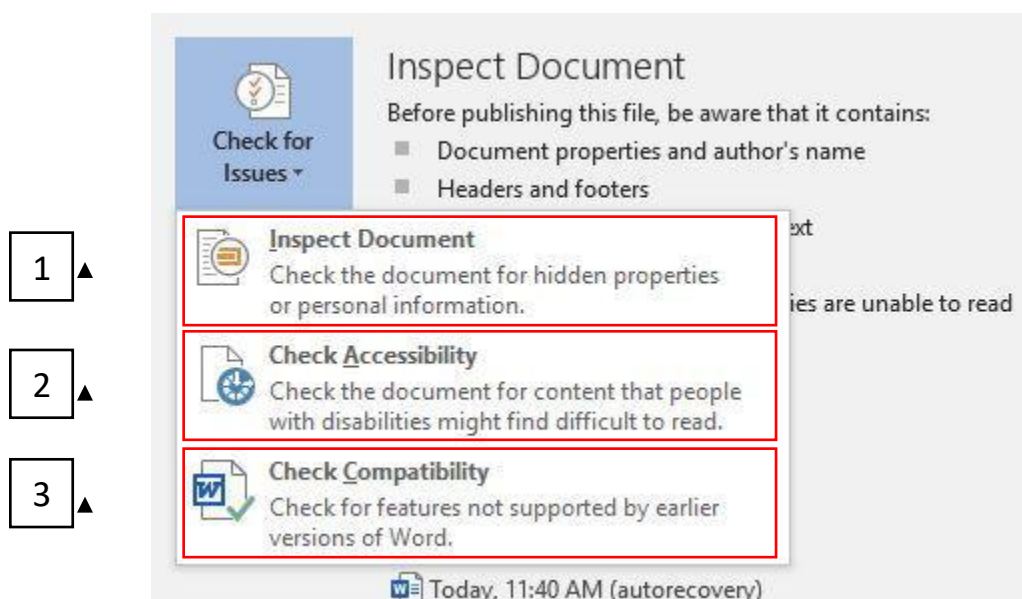 Inspect Document
Before publishing this file, be aware that it contains:
Check for
Issues
Document properties and author's name
Headers and footers
1
Inspect Document
Check the document for hidden properties
or personal information.
ies are unable to read
2
Check Accessibility
Check the document for content that people
with disabilities might find difficult to read.
3
Check Compatibility
Check for features not supported by earlier
versions of Word.
Today, 11:40 AM (autorecovery)